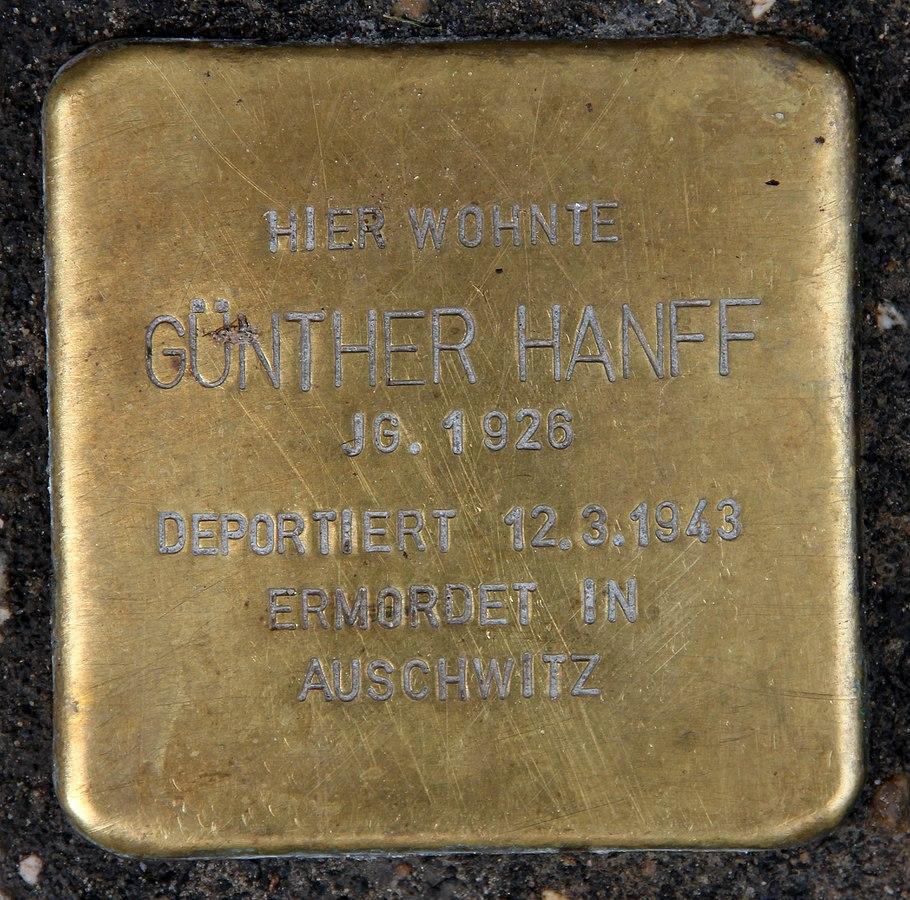 HIER WOHNTE
GÜNTHER HANFF
JG. 1926
DEPORTIERT 12.3.1943
ERMORDET IN
AUSCHWITZ